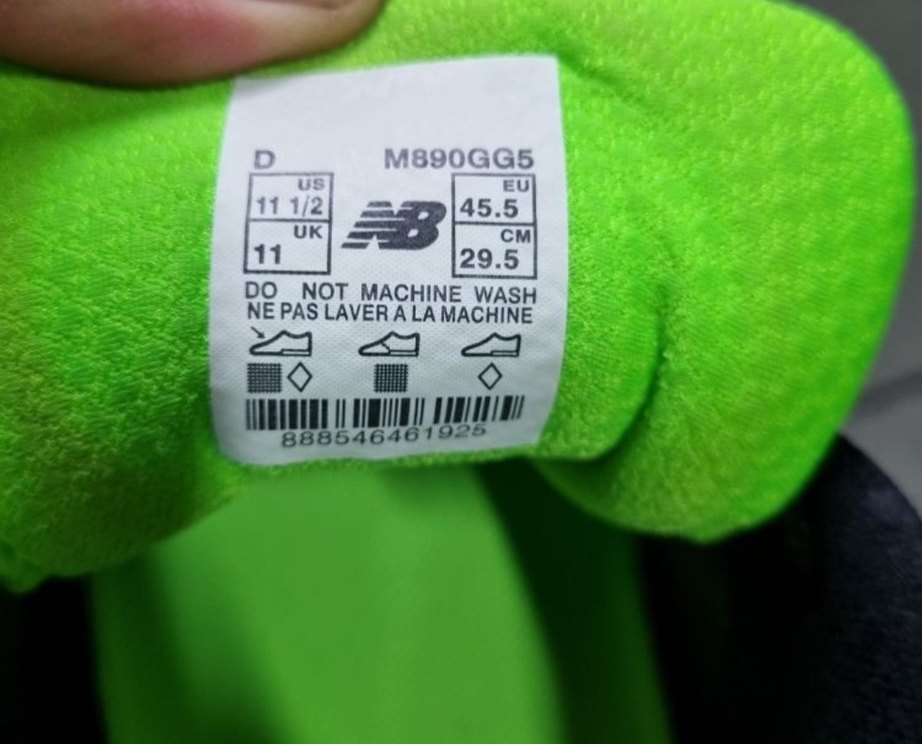 D M890GG5
US EU
11 1/2 45.5
UK NB CM
11 29.5
DO NOT MACHINE WASH
NE PAS LAVER A LA MACHINE
888546461925